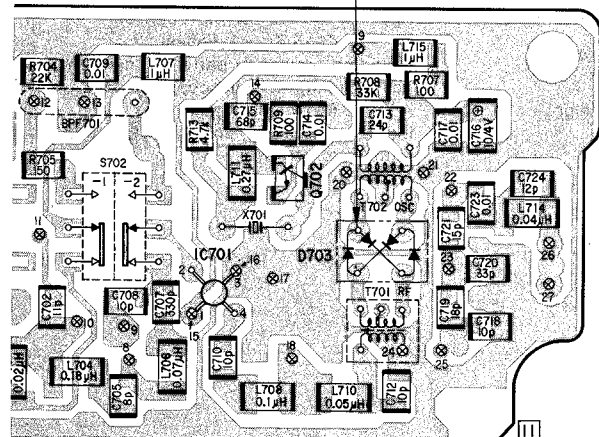 9
R704
22K
C709
0.01
L707
1μH
L715
1μH
14
R708
33K
R707
100
12
13
BPF701
C715
68p
R713
4.7K
R709
100
C714
0.01
C713
24p
C717
0.01
C716
10/4V
R705
150
S702
1
2
L711
0.27μH
Q702
20
21
22
C724
12p
T702 OSC
C723
0.01
L714
0.04μH
11
X701
C721
15p
IC701
D703
26
2
16
3
17
23
C720
33p
27
C702
11p
C708
10p
C707
330p
T701 RF
C719
18p
C718
10p
10
9
15
1
4
8
C710
10p
18
24
25
0.02μH
L704
0.18μH
C705
8p
L706
0.07μH
L708
0.1μH
L710
0.05μH
C712
10p
11